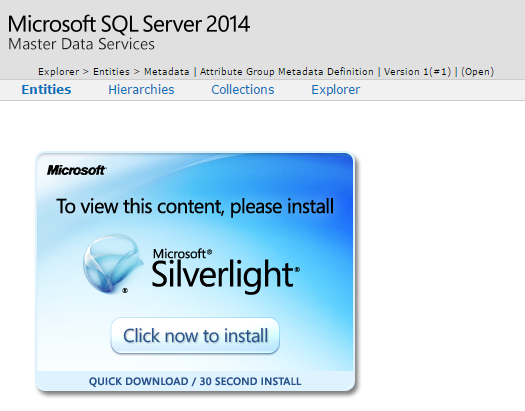 Microsoft SQL Server 2014
Master Data Services
Explorer > Entities > Metadata | Attribute Group Metadata Definition | Version 1(#1) | (Open)
Entities Hierarchies Collections Explorer
Microsoft®
To view this content, please install
Microsoft®
Silverlight®
®
Click now to install
QUICK DOWNLOAD / 30 SECOND INSTALL